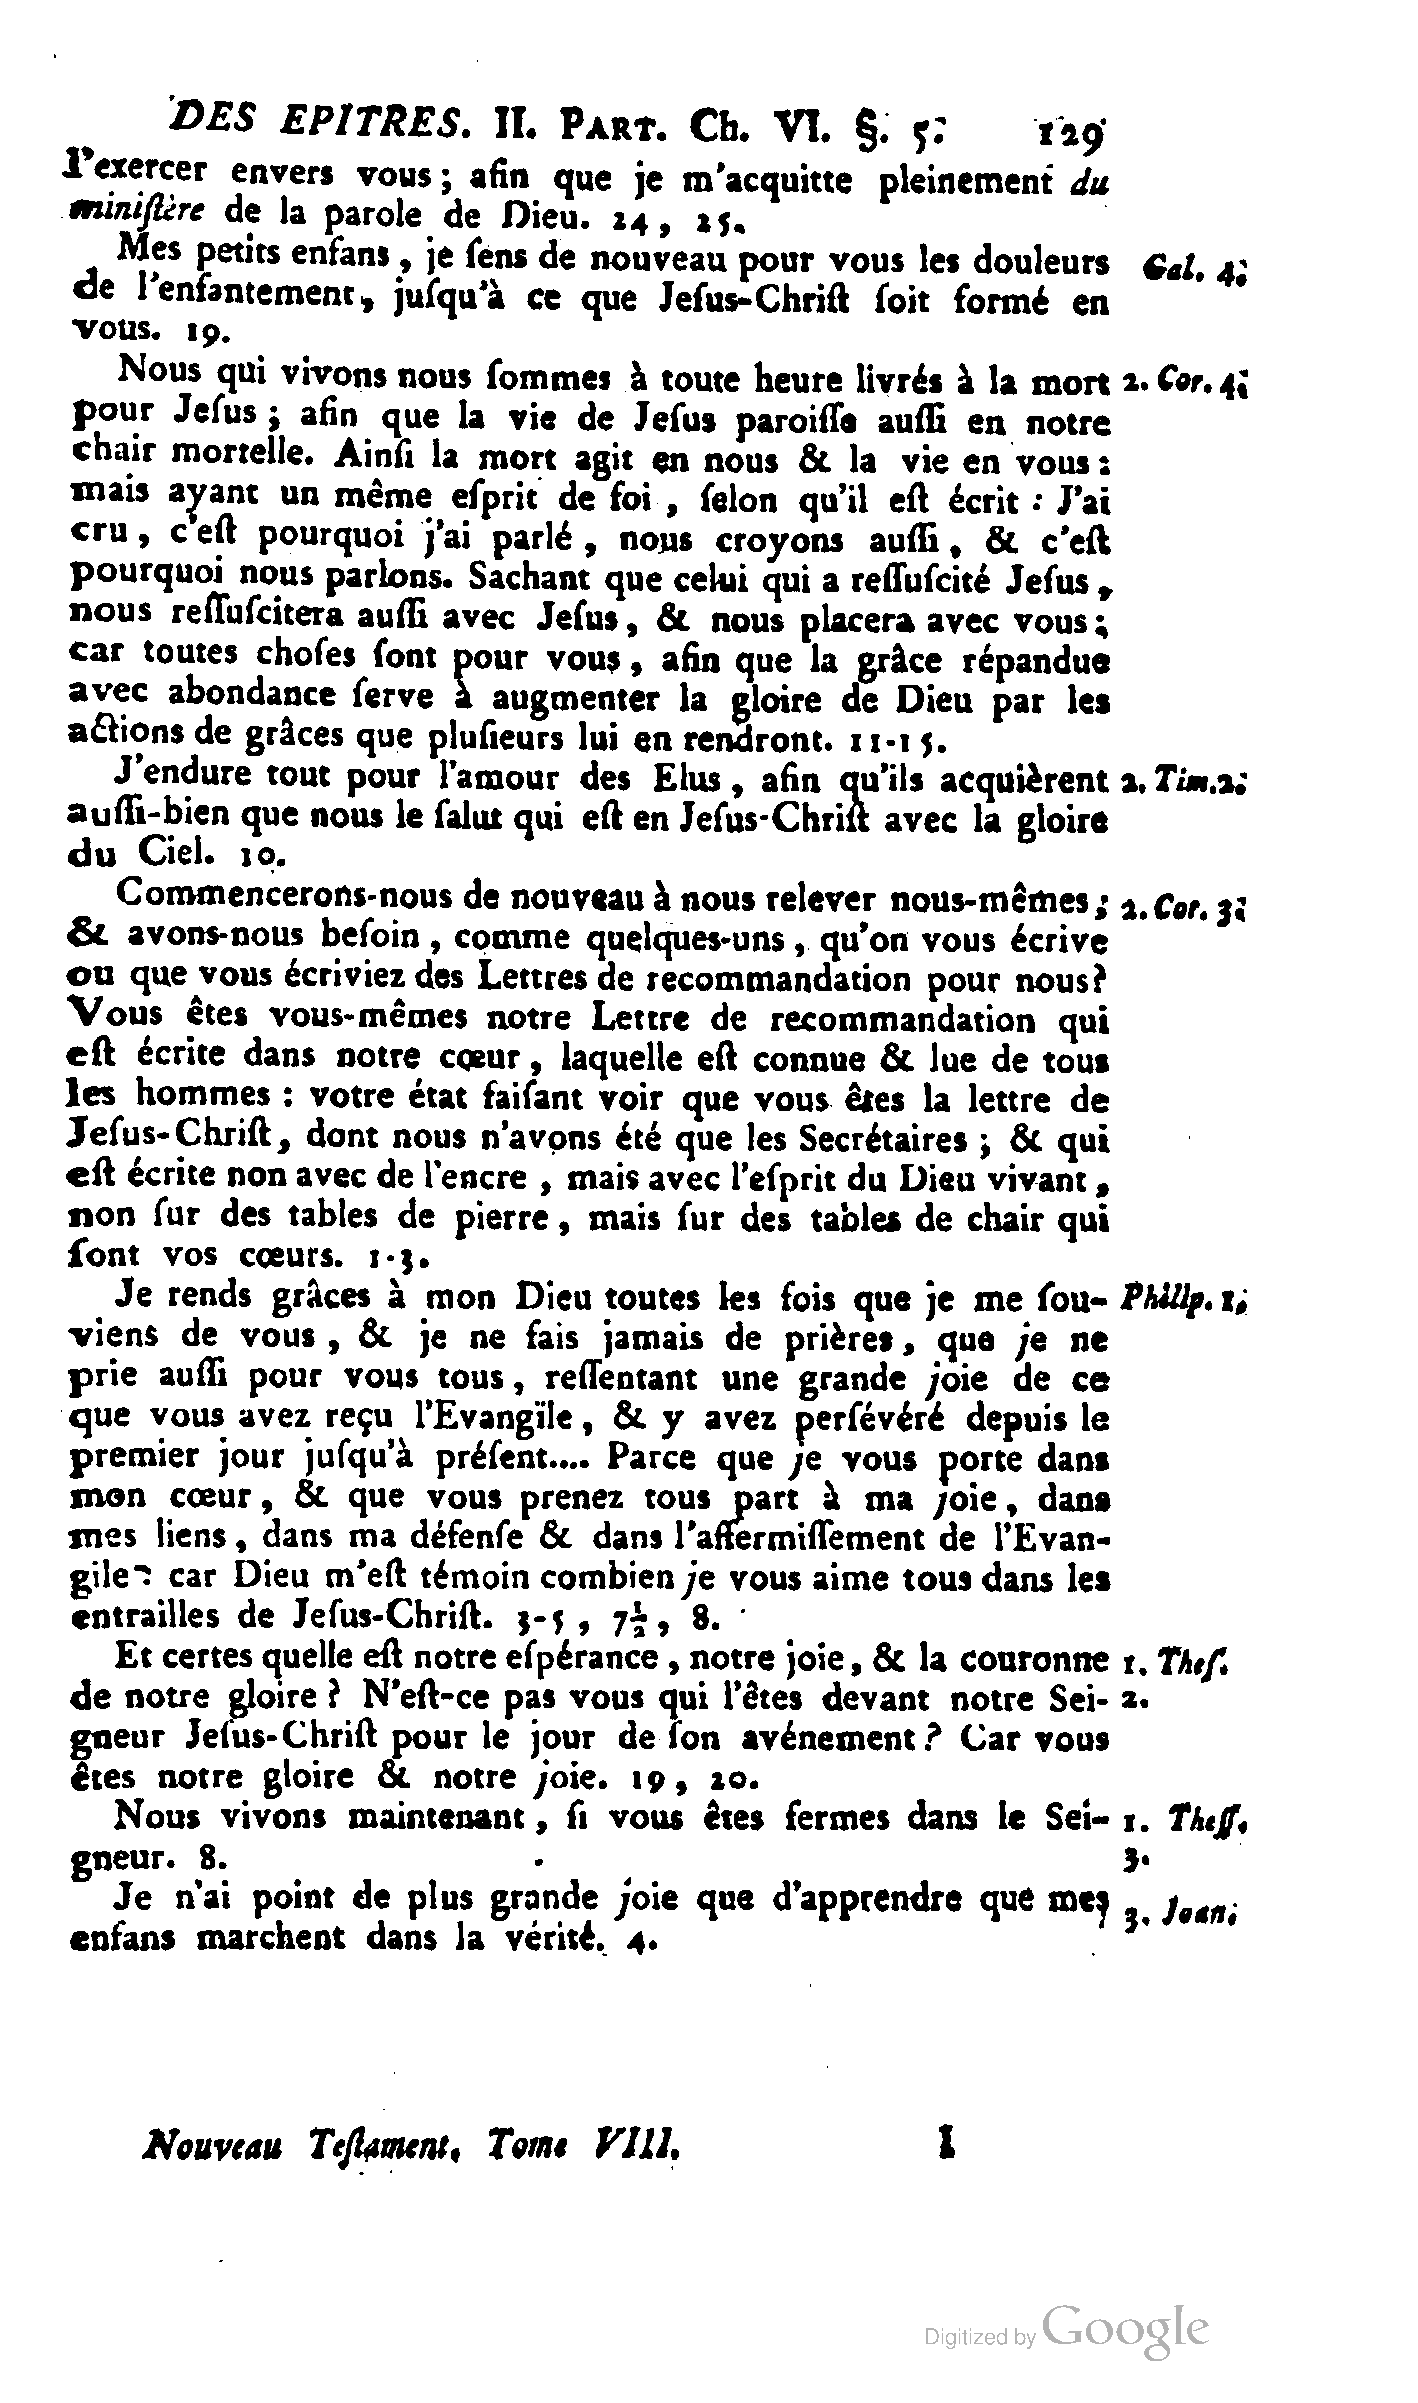 DES EPITRES. II. PART. Ch. VI. §. 5. 129
l'exercer envers vous ; afin que je m'acquitte pleinement du
miniſtère de la parole de Dieu. 24, 25.
Mes petits enfans, je ſens de nouveau pour vous les douleurs Gal. 4.
de l'enfantement, juſqu'à ce que Jeſus-Chriſt ſoit formé en
vous. 19.
Nous qui vivons nous ſommes à toute heure livrés à la mort 2. Cor. 4.
pour Jeſus ; afin que la vie de Jeſus paroiſſe auſſi en notre
chair mortelle. Ainſi la mort agit en nous & la vie en vous :
mais ayant un même eſprit de foi, ſelon qu'il eſt écrit : J'ai
cru, c'eſt pourquoi j'ai parlé, nous croyons auſſi, & c'eſt
pourquoi nous parlons. Sachant que celui qui a reſſuſcité Jeſus,
nous reſſuſcitera auſſi avec Jeſus, & nous placera avec vous ;
car toutes choſes ſont pour vous, afin que la grâce répandue
avec abondance ſerve à augmenter la gloire de Dieu par les
actions de grâces que pluſieurs lui en rendront. 11-15.
J'endure tout pour l'amour des Elus, afin qu'ils acquièrent 2. Tim. 2.
auſſi-bien que nous le ſalut qui eſt en Jeſus-Chriſt avec la gloire
du Ciel. 10.
Commencerons-nous de nouveau à nous relever nous-mêmes ; 2. Cor. 3.
& avons-nous beſoin, comme quelques-uns, qu'on vous écrive
ou que vous écriviez des Lettres de recommandation pour nous ?
Vous êtes vous-mêmes notre Lettre de recommandation qui
eſt écrite dans notre cœur, laquelle eſt connue & lue de tous
les hommes : votre état faiſant voir que vous êtes la lettre de
Jeſus-Chriſt, dont nous n'avons été que les Secrétaires ; & qui
eſt écrite non avec de l'encre, mais avec l'eſprit du Dieu vivant,
non ſur des tables de pierre, mais ſur des tables de chair qui
ſont vos cœurs. 1-3.
Je rends grâces à mon Dieu toutes les fois que je me ſou- Philip. 1.
viens de vous, & je ne fais jamais de prières, que je ne
prie auſſi pour vous tous, reſſentant une grande joie de ce
que vous avez reçu l'Evangile, & y avez perſévéré depuis le
premier jour juſqu'à préſent.... Parce que je vous porte dans
mon cœur, & que vous prenez tous part à ma joie, dans
mes liens, dans ma défenſe & dans l'affermiſſement de l'Evan-
gile : car Dieu m'eſt témoin combien je vous aime tous dans les
entrailles de Jeſus-Chriſt. 3-5, 7½, 8.
Et certes quelle eſt notre eſpérance, notre joie, & la couronne 1. Theſ.
de notre gloire ? N'eſt-ce pas vous qui l'êtes devant notre Sei- 2.
gneur Jeſus-Chriſt pour le jour de ſon avénement ? Car vous
êtes notre gloire & notre joie. 19, 20.
Nous vivons maintenant, ſi vous êtes fermes dans le Sei- 1. Theſſ.
gneur. 8. 3.
Je n'ai point de plus grande joie que d'apprendre que mes 3. Joan.
enfans marchent dans la vérité. 4.
Nouveau Teſtament, Tome VIII. I
Digitized by Google